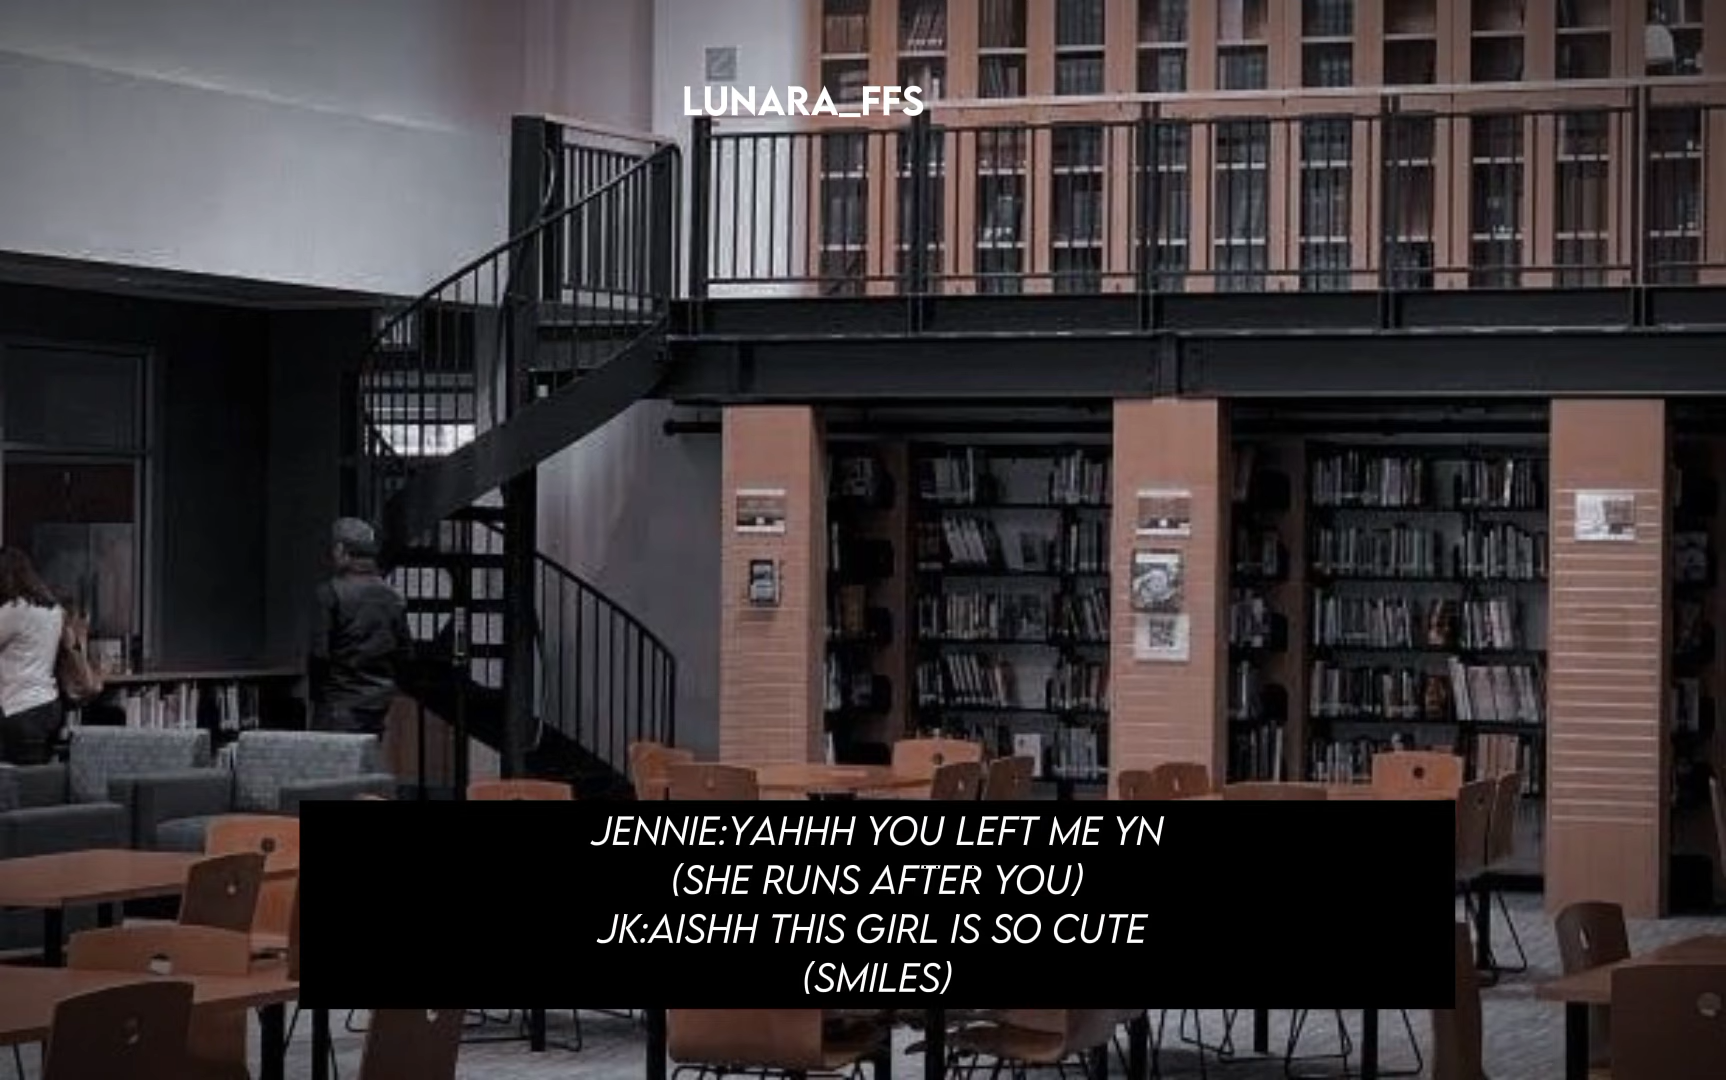 LUNARA_FFS
JENNIE:YAHHH YOU LEFT ME YN
(SHE RUNS AFTER YOU)
JK:AISHH THIS GIRL IS SO CUTE
(SMILES)